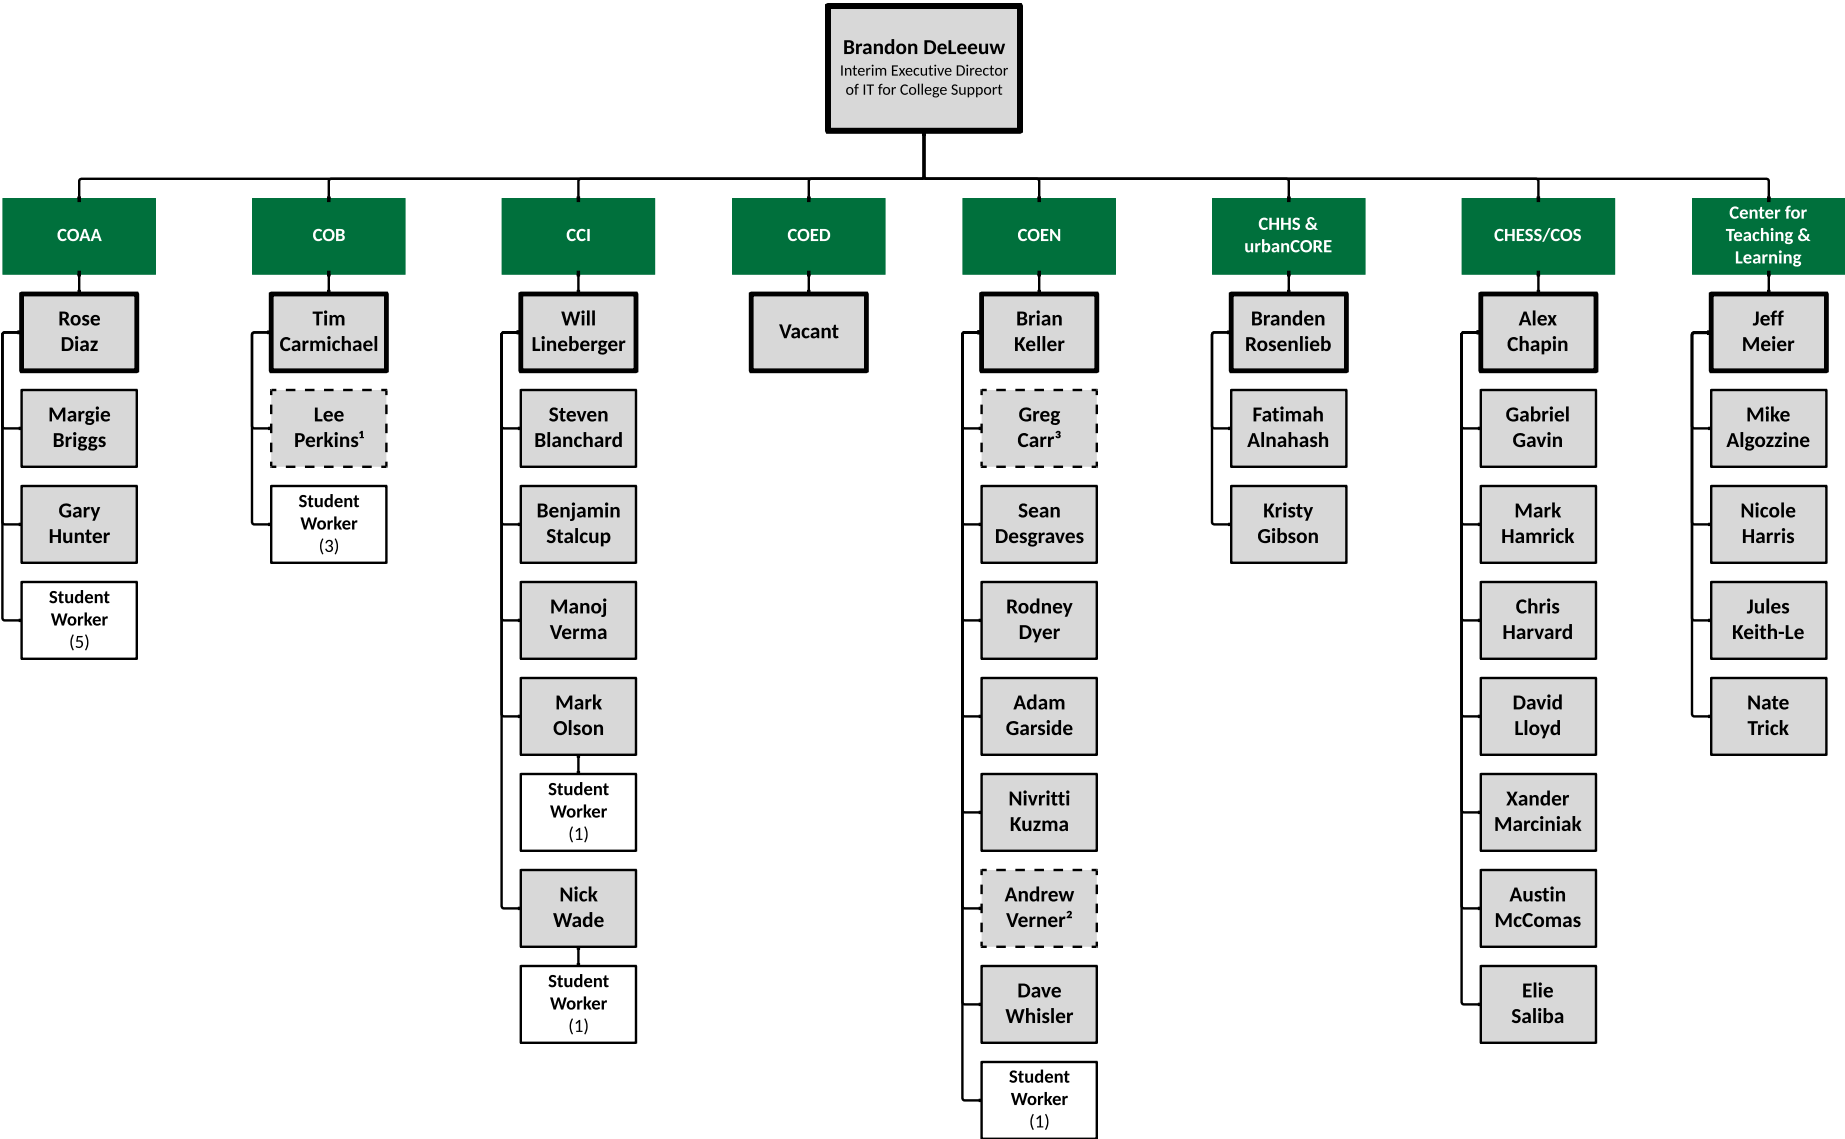 Brandon DeLeeuw
Interim Executive Director
of IT for College Support
COAA
Rose
Diaz
Margie
Briggs
Gary
Hunter
Student
Worker
(5)
COB
Tim
Carmichael
Lee
Perkins¹
Student
Worker
(3)
CCI
Will
Lineberger
Steven
Blanchard
Benjamin
Stalcup
Manoj
Verma
Mark
Olson
Student
Worker
(1)
Nick
Wade
Student
Worker
(1)
COED
Vacant
COEN
Brian
Keller
Greg
Carr³
Sean
Desgraves
Rodney
Dyer
Adam
Garside
Nivritti
Kuzma
Andrew
Verner²
Dave
Whisler
Student
Worker
(1)
CHHS &
urbanCORE
Branden
Rosenlieb
Fatimah
Alnahash
Kristy
Gibson
CHESS/COS
Alex
Chapin
Gabriel
Gavin
Mark
Hamrick
Chris
Harvard
David
Lloyd
Xander
Marciniak
Austin
McComas
Elie
Saliba
Center for
Teaching &
Learning
Jeff
Meier
Mike
Algozzine
Nicole
Harris
Jules
Keith-Le
Nate
Trick